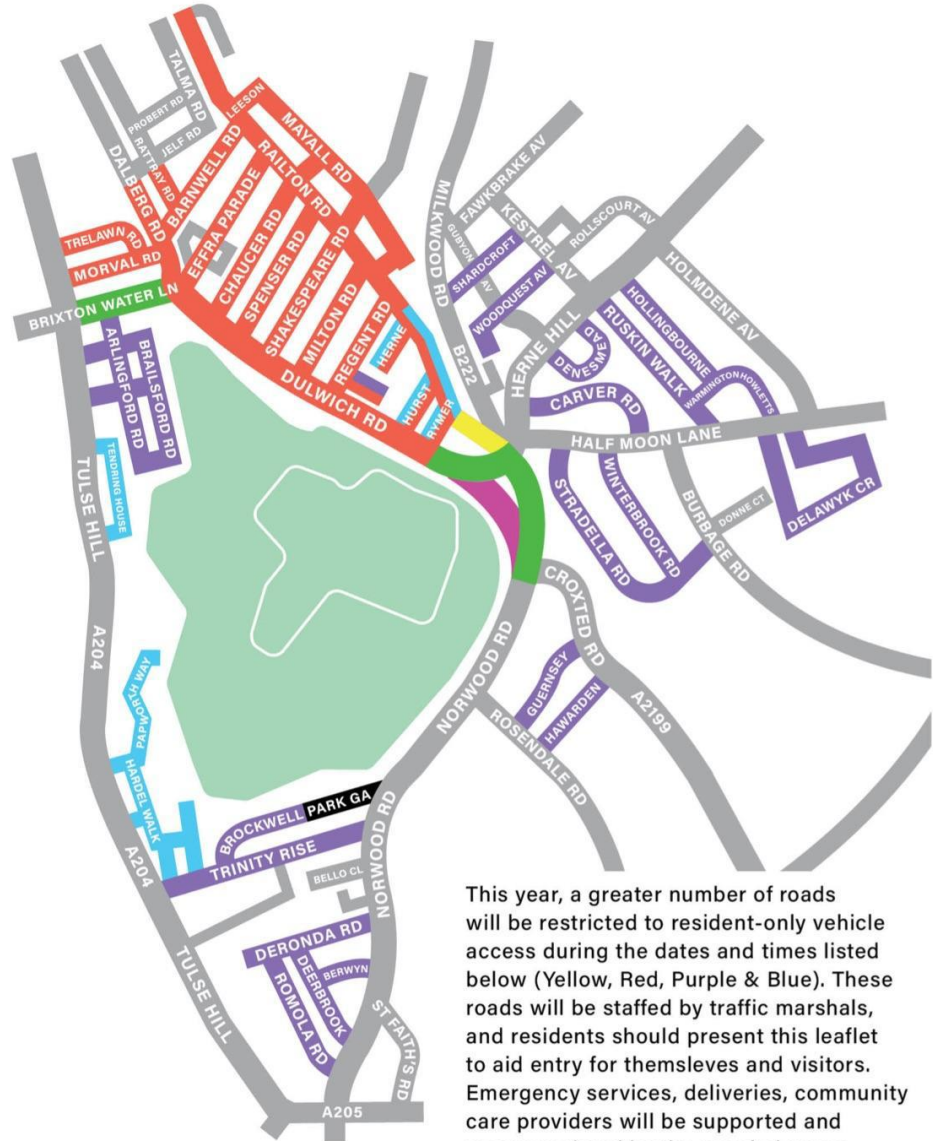 TALMA RD
PROBERT RD
RATTRAY RD
JELF RD
DALBERG RD
LEESON
MAYALL RD
BARNWELL RD
RAILTON RD
EFFRA PARADE
CHAUCER RD
SPENSER RD
SHAKESPEARE RD
MILTON RD
REGENT RD
HERNE
HURST
RYMER
TRELAWN RD
MORVAL RD
BRIXTON WATER LN
DULWICH RD
ARLINGFORD RD
BRAILSFORD RD
TENDRING HOUSE
TULSE HILL
A204
PAPWORTH WAY
HARDEL WALK
A204
TULSE HILL
MILKWOOD RD
B222
FAWKBRAKE AV
GUBYON AV
KESTREL AV
ROLLSCOURT AV
SHARDCROFT
WOODQUEST AV
HERNE HILL
DENESMEAD
RUSKIN WALK
HOLLINGBOURNE
HOLMDENE AV
WARMINGTON
HOWLETTS
CARVER RD
HALF MOON LANE
STRADELLA RD
WINTERBROOK RD
BURBAGE RD
DONNE CT
DELAWYK CR
CROXTED RD
A2199
NORWOOD RD
GUERNSEY
HAWARDEN
ROSENDALE RD
BROCKWELL PARK GA
TRINITY RISE
BELLO CL
NORWOOD RD
DERONDA RD
DEERBROOK
BERWYN
ROMOLA RD
ST FAITH'S RD
A205
This year, a greater number of roads
will be restricted to resident-only vehicle
access during the dates and times listed
below (Yellow, Red, Purple & Blue). These
roads will be staffed by traffic marshals,
and residents should present this leaflet
to aid entry for themsleves and visitors.
Emergency services, deliveries, community
care providers will be supported and